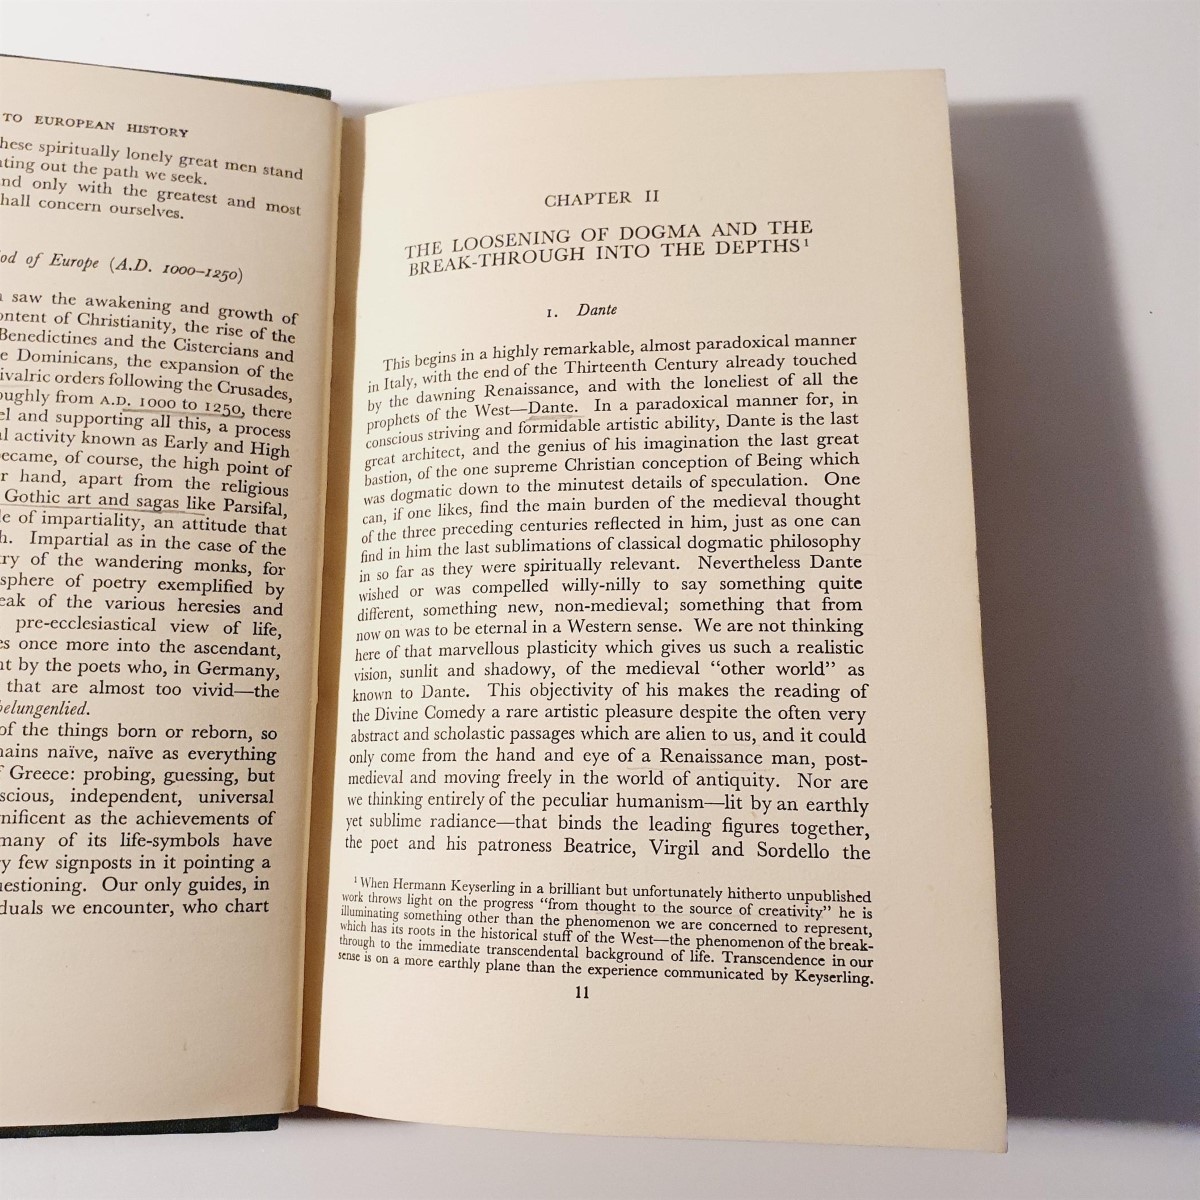 TO EUROPEAN HISTORY
hese spiritually lonely great men stand
ting out the path we seek.
nd only with the greatest and most
hall concern ourselves.
od of Europe (A.D. 1000–1250)
saw the awakening and growth of
ontent of Christianity, the rise of the
Benedictines and the Cistercians and
e Dominicans, the expansion of the
ivalric orders following the Crusades,
oughly from A.D. 1000 to 1250, there
el and supporting all this, a process
al activity known as Early and High
ecame, of course, the high point of
r hand, apart from the religious
Gothic art and sagas like Parsifal,
le of impartiality, an attitude that
h. Impartial as in the case of the
ry of the wandering monks, for
sphere of poetry exemplified by
eak of the various heresies and
pre-ecclesiastical view of life,
es once more into the ascendant,
nt by the poets who, in Germany,
that are almost too vivid—the
belungenlied.
of the things born or reborn, so
mains naïve, naïve as everything
f Greece: probing, guessing, but
scious, independent, universal
nificent as the achievements of
many of its life-symbols have
y few signposts in it pointing a
uestioning. Our only guides, in
duals we encounter, who chart
CHAPTER II
THE LOOSENING OF DOGMA AND THE
BREAK-THROUGH INTO THE DEPTHS¹
1. Dante
This begins in a highly remarkable, almost paradoxical manner
in Italy, with the end of the Thirteenth Century already touched
by the dawning Renaissance, and with the loneliest of all the
prophets of the West—Dante. In a paradoxical manner for, in
conscious striving and formidable artistic ability, Dante is the last
great architect, and the genius of his imagination the last great
bastion, of the one supreme Christian conception of Being which
was dogmatic down to the minutest details of speculation. One
can, if one likes, find the main burden of the medieval thought
of the three preceding centuries reflected in him, just as one can
find in him the last sublimations of classical dogmatic philosophy
in so far as they were spiritually relevant. Nevertheless Dante
wished or was compelled willy-nilly to say something quite
different, something new, non-medieval; something that from
now on was to be eternal in a Western sense. We are not thinking
here of that marvellous plasticity which gives us such a realistic
vision, sunlit and shadowy, of the medieval "other world" as
known to Dante. This objectivity of his makes the reading of
the Divine Comedy a rare artistic pleasure despite the often very
abstract and scholastic passages which are alien to us, and it could
only come from the hand and eye of a Renaissance man, post-
medieval and moving freely in the world of antiquity. Nor are
we thinking entirely of the peculiar humanism—lit by an earthly
yet sublime radiance—that binds the leading figures together,
the poet and his patroness Beatrice, Virgil and Sordello the
¹ When Hermann Keyserling in a brilliant but unfortunately hitherto unpublished
work throws light on the progress "from thought to the source of creativity" he is
illuminating something other than the phenomenon we are concerned to represent,
which has its roots in the historical stuff of the West—the phenomenon of the break-
through to the immediate transcendental background of life. Transcendence in our
sense is on a more earthly plane than the experience communicated by Keyserling.
11